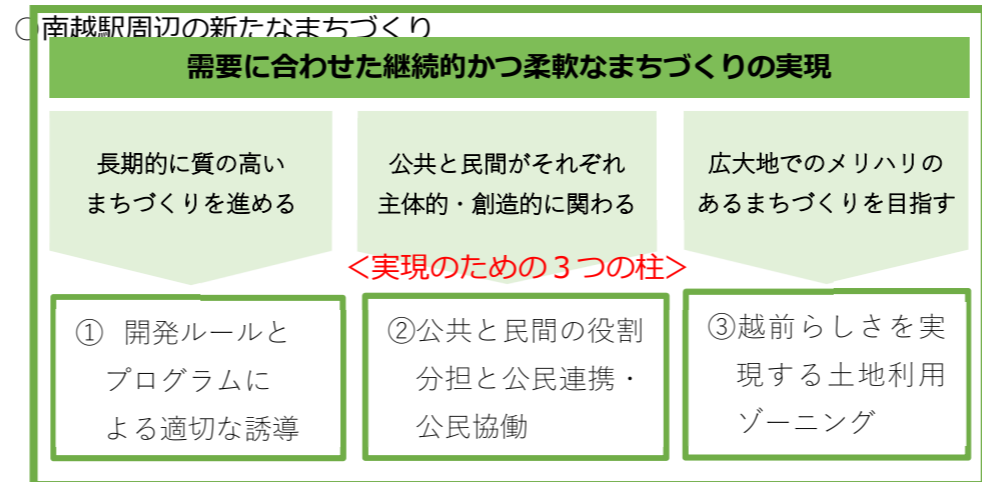 ○南越駅周辺の新たなまちづくり
需要に合わせた継続的かつ柔軟なまちづくりの実現
長期的に質の高い
まちづくりを進める
公共と民間がそれぞれ
主体的・創造的に関わる
広大地でのメリハリの
あるまちづくりを目指す
＜実現のための３つの柱＞
① 開発ルールと
プログラムに
よる適切な誘導
②公共と民間の役割
分担と公民連携・
公民協働
③越前らしさを実
現する土地利用
ゾーニング